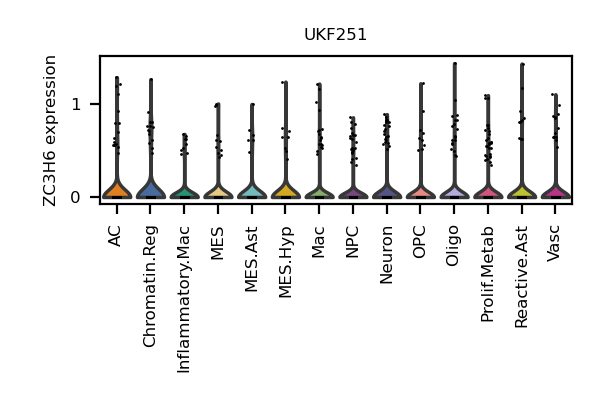 UKF251
ZC3H6 expression
1
0
AC
Chromatin.Reg
Inflammatory.Mac
MES
MES.Ast
MES.Hyp
Mac
NPC
Neuron
OPC
Oligo
Prolif.Metab
Reactive.Ast
Vasc